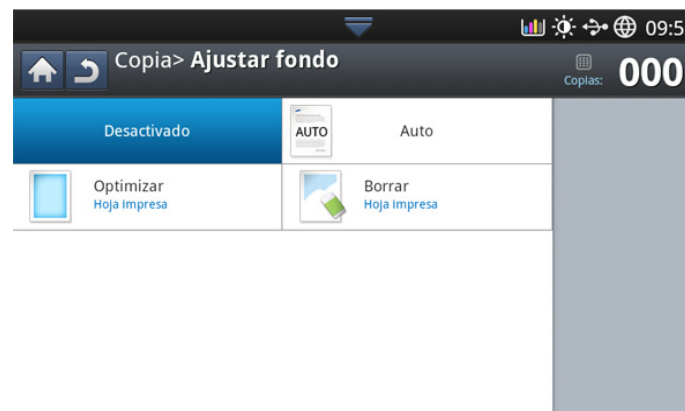 09:5
Copia> Ajustar fondo
Copias: 000
Desactivado
AUTO
Auto
Optimizar
Hoja impresa
Borrar
Hoja impresa